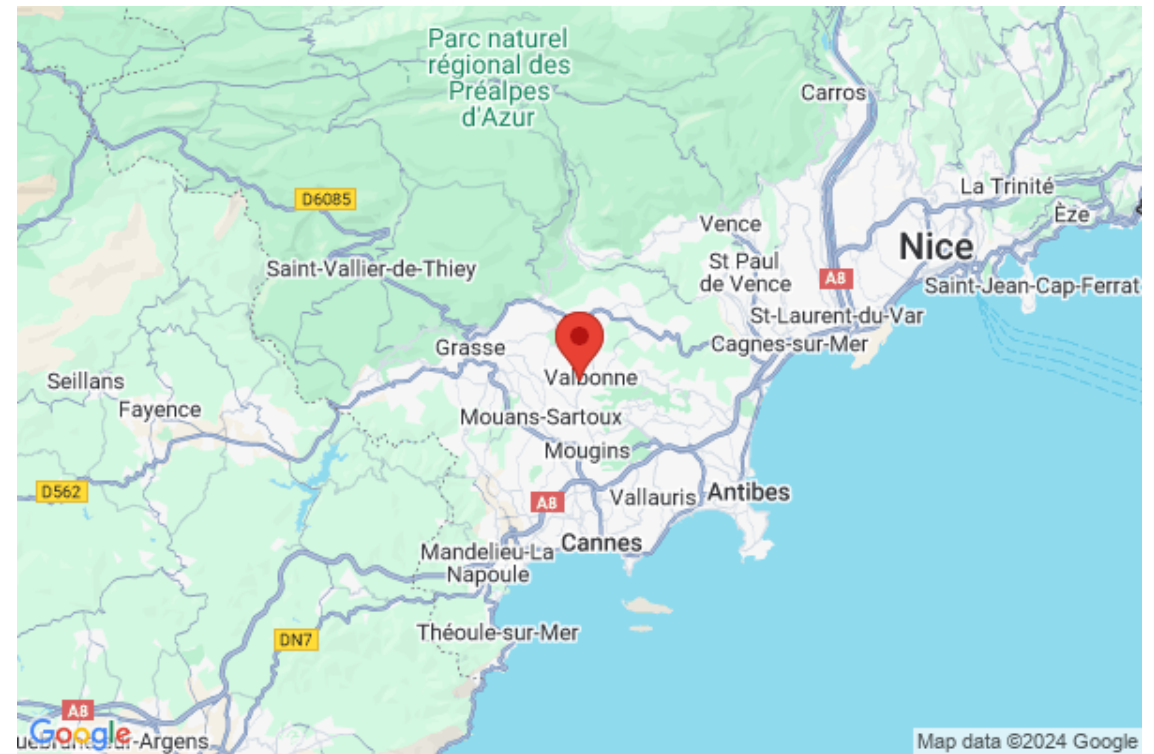 Parc naturel
régional des
Préalpes
d'Azur
Carros
La Trinité
D6085
Èze
Vence
Nice
Saint-Vallier-de-Thiey
St Paul
de Vence
A8
Saint-Jean-Cap-Ferrat
St-Laurent-du-Var
Grasse
Cagnes-sur-Mer
Seillans
Valbonne
Fayence
Mouans-Sartoux
Mougins
D562
A8
Vallauris
Antibes
Cannes
Mandelieu-La
Napoule
Théoule-sur-Mer
DN7
A8
Google
-Argens
Map data ©2024 Google